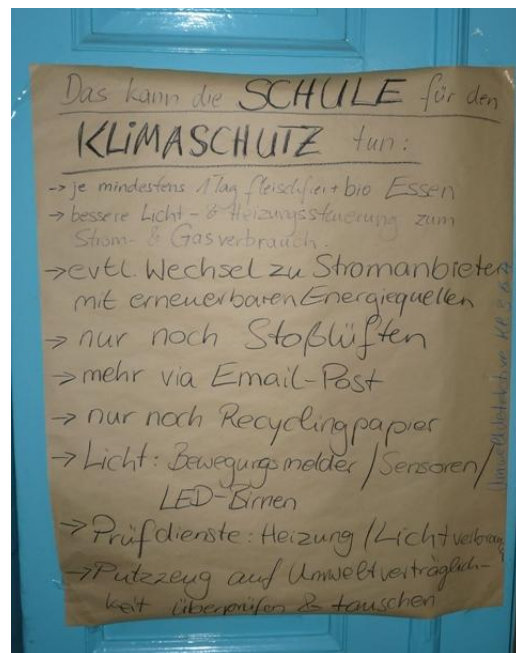 Das kann die SCHULE für den
KLiMASCHUTZ tun:
-> je mindestens 1 Tag fleischfrei + bio Essen
-> bessere Licht- & Heizungssteuerung zum
Strom- & Gasverbrauch.
-> evtl. Wechsel zu Stromanbieter
mit erneuerbaren Energiequellen
-> nur noch Stoßlüften
-> mehr via Email-Post
-> nur noch Recyclingpapier
-> Licht: Bewegungsmelder / Sensoren /
LED-Birnen
-> Prüfdienste: Heizung / Lichtverbrauch
-> Putzzeug auf Umweltverträglich-
keit überprüfen & tauschen
Umweltdetektive